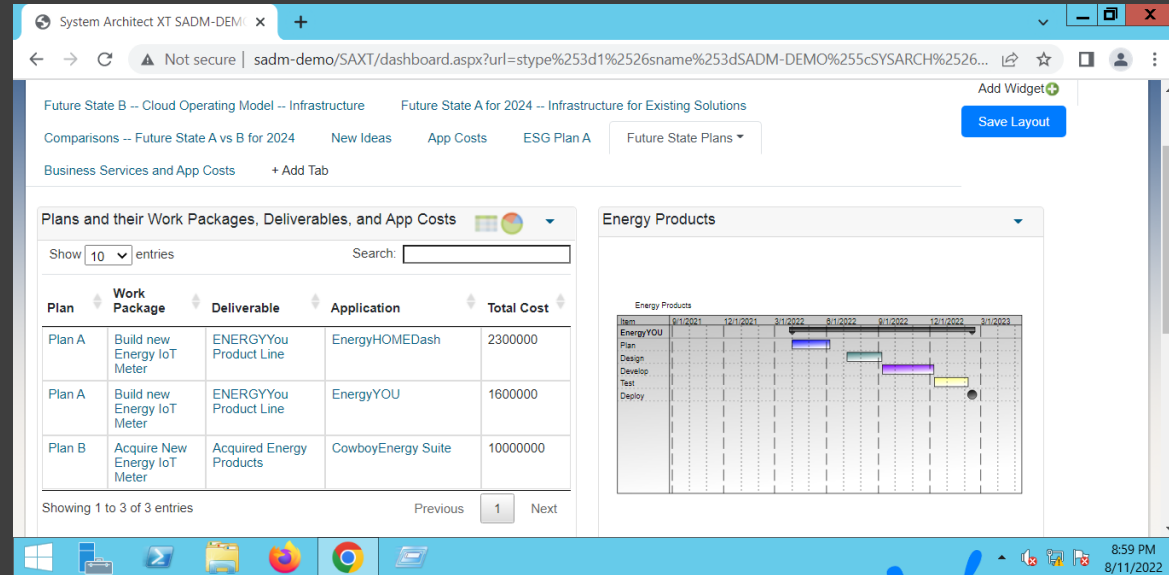 System Architect XT SADM-DEM
Not secure | sadm-demo/SAXT/dashboard.aspx?url=stype%253d1%2526sname%253dSADM-DEMO%255cSYSARCH%2526...
Add Widget
Future State B -- Cloud Operating Model -- Infrastructure Future State A for 2024 -- Infrastructure for Existing Solutions
Save Layout
Comparisons -- Future State A vs B for 2024 New Ideas App Costs ESG Plan A Future State Plans
Business Services and App Costs + Add Tab
Plans and their Work Packages, Deliverables, and App Costs
Show 10 entries Search:
Plan Work Package Deliverable Application Total Cost
Plan A Build new Energy IoT Meter ENERGYYou Product Line EnergyHOMEDash 2300000
Plan A Build new Energy IoT Meter ENERGYYou Product Line EnergyYOU 1600000
Plan B Acquire New Energy IoT Meter Acquired Energy Products CowboyEnergy Suite 10000000
Showing 1 to 3 of 3 entries Previous 1 Next
Energy Products
Energy Products
Item 9/1/2021 12/1/2021 3/1/2022 6/1/2022 9/1/2022 12/1/2022 3/1/2023
EnergyYOU
Plan
Design
Develop
Test
Deploy
8:59 PM
8/11/2022